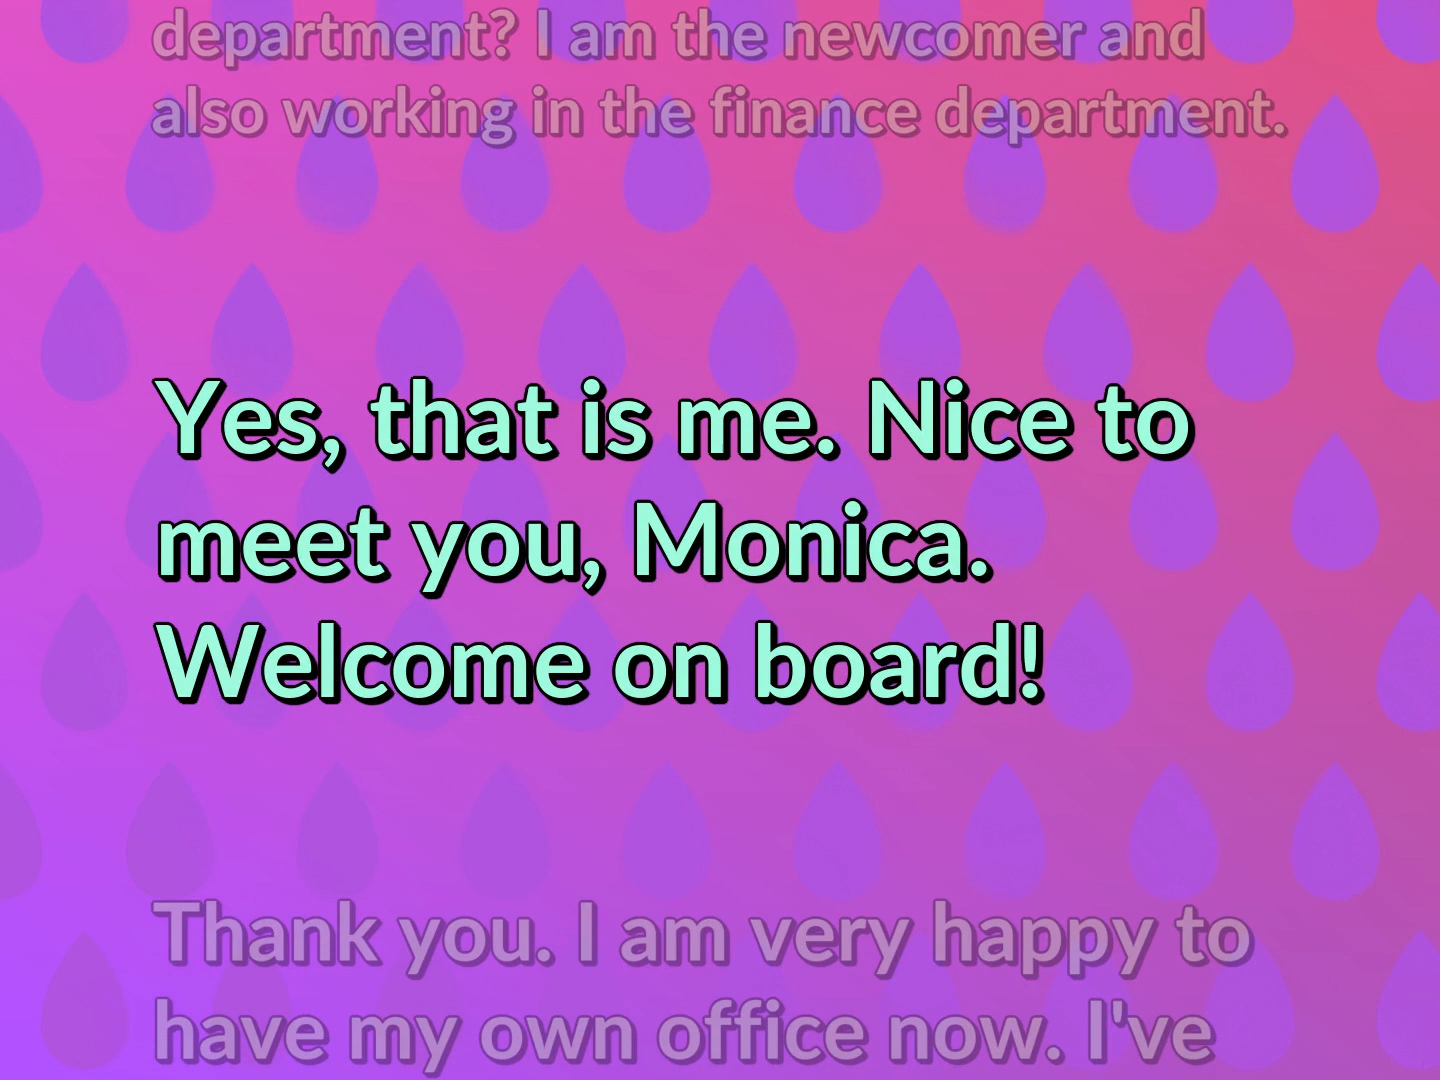 department? I am the newcomer and
also working in the finance department.
Yes, that is me. Nice to
meet you, Monica.
Welcome on board!
Thank you. I am very happy to
have my own office now. I've